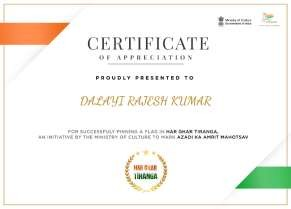 Ministry of Culture
Government of India
CERTIFICATE
OF APPRECIATION
PROUDLY PRESENTED TO
DALAYI RAJESH KUMAR
FOR SUCCESSFULY PINNING A FLAG IN HAR GHAR TIRANGA,
AN INITIATIVE BY THE MINISTRY OF CULTURE TO MARK AZADI KA AMRIT MAHOTSAV
HAR GHAR
TIRANGA